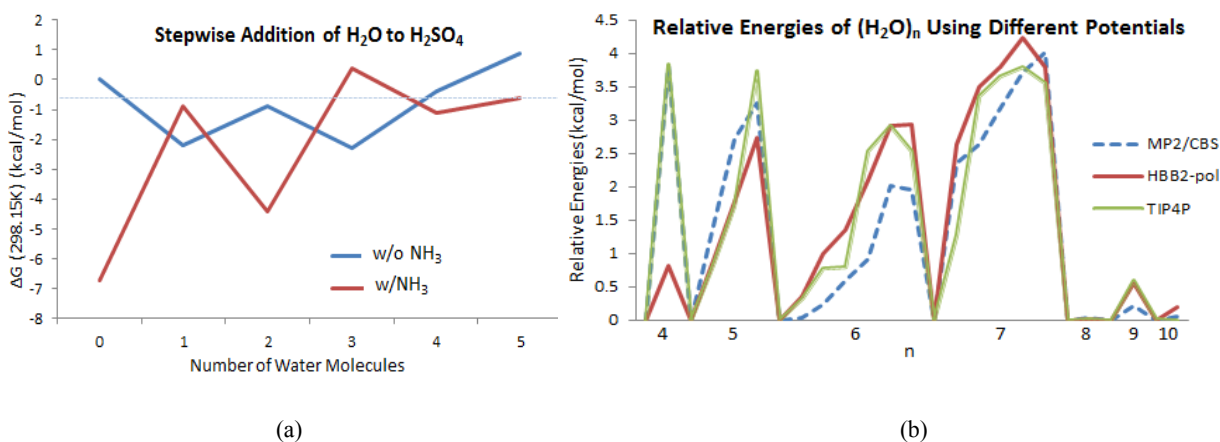 Stepwise Addition of H₂O to H₂SO₄
ΔG (298.15K) (kcal/mol)
1
0
-1
-2
-3
-4
-5
-6
-7
-8
0 1 2 3 4 5
Number of Water Molecules
w/o NH₃
w/NH₃
(a)
Relative Energies of (H₂O)ₙ Using Different Potentials
Relative Energies (kcal/mol)
4.5
4
3.5
3
2.5
2
1.5
1
0.5
0
4 5 6 7 8 9 10
n
MP2/CBS
HBB2-pol
TIP4P
(b)